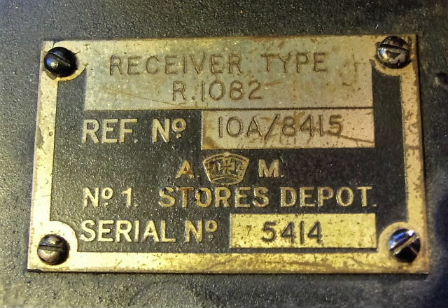 RECEIVER TYPE
R.1082
REF. Nº 10A/8415
A. M.
Nº 1. STORES DEPOT.
SERIAL Nº 5414